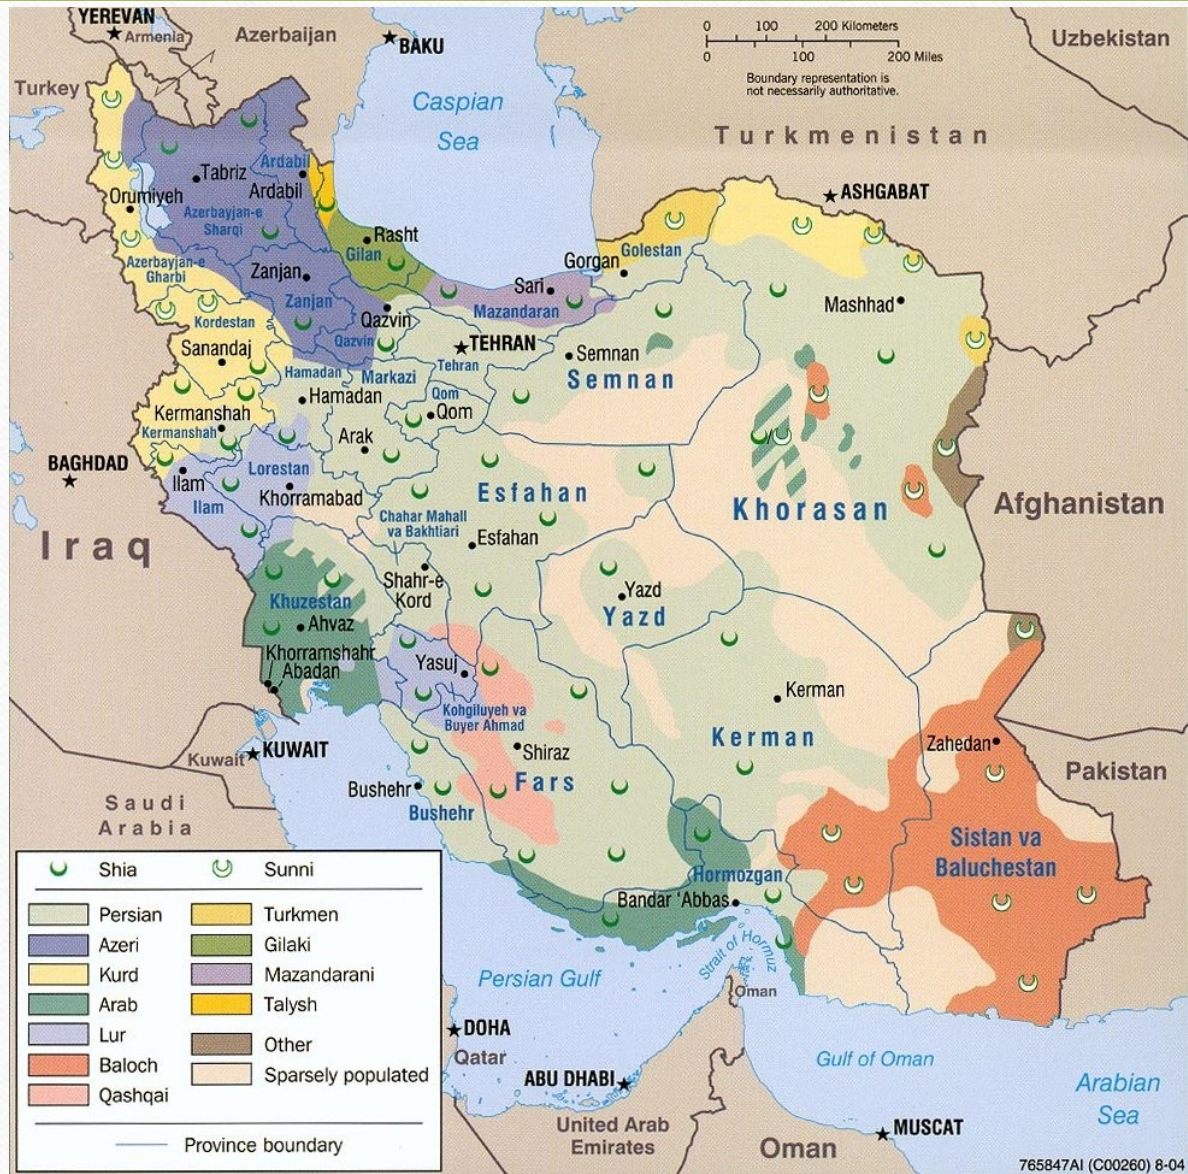 YEREVAN
Armenia
Azerbaijan
BAKU
0 100 200 Kilometers
0 100 200 Miles
Boundary representation is
not necessarily authoritative.
Uzbekistan
Turkey
Caspian
Sea
Turkmenistan
ASHGABAT
Tabriz
Ardabil
Ardabil
Orumiyeh
Azerbayjan-e
Sharqi
Rasht
Gilan
Golestan
Gorgan
Azerbayjan-e
Gharbi
Zanjan
Zanjan
Sari
Mazandaran
Mashhad
Kordestan
Qazvin
Qazvin
TEHRAN
Tehran
Sanandaj
Semnan
Semnan
Hamadan
Markazi
Hamadan
Qom
Qom
Kermanshah
Kermanshah
Arak
BAGHDAD
Ilam
Lorestan
Khorramabad
Ilam
Esfahan
Khorasan
Afghanistan
Chahar Mahall
va Bakhtiari
Esfahan
Iraq
Shahr-e
Kord
Yazd
Yazd
Khuzestan
Ahvaz
Khorramshahr
Abadan
Yasuj
Kohgiluyeh va
Buyer Ahmad
Kerman
Kerman
Zahedan
Kuwait
KUWAIT
Shiraz
Fars
Pakistan
Bushehr
Bushehr
Saudi
Arabia
Sistan va
Baluchestan
Hormozgan
Bandar 'Abbas
Strait of Hormuz
Persian Gulf
Oman
DOHA
Qatar
ABU DHABI
United Arab
Emirates
Gulf of Oman
Arabian
Sea
Oman
MUSCAT
Shia Sunni
Persian Turkmen
Azeri Gilaki
Kurd Mazandarani
Arab Talysh
Lur
Baloch Other
Qashqai Sparsely populated
Province boundary
765847AI (C00260) 8-04